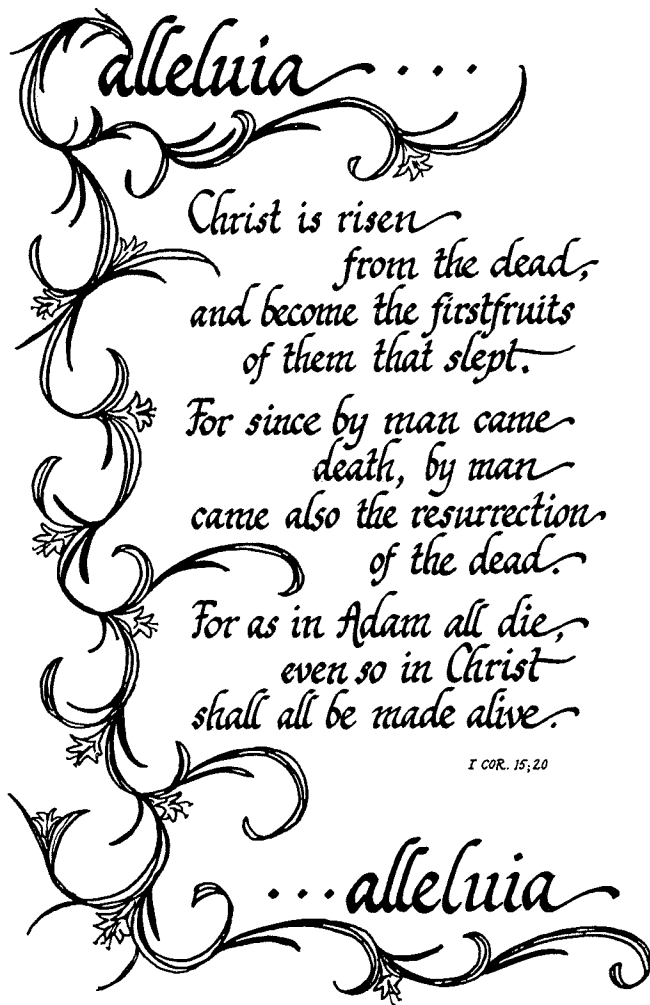 alleluia . . .
Christ is risen
from the dead,
and become the firstfruits
of them that slept.
For since by man came
death, by man
came also the resurrection
of the dead.
For as in Adam all die,
even so in Christ
shall all be made alive.
I COR. 15;20
. . . alleluia